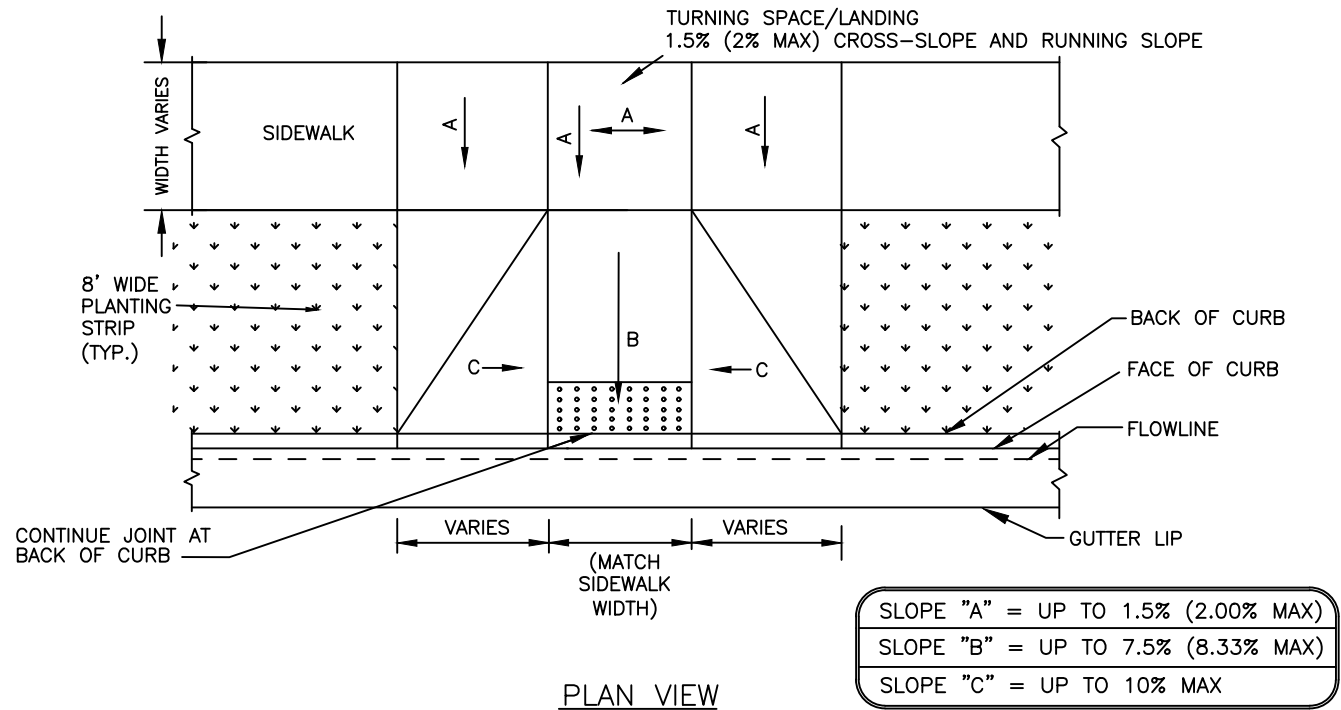 TURNING SPACE/LANDING
1.5% (2% MAX) CROSS-SLOPE AND RUNNING SLOPE
WIDTH VARIES
SIDEWALK
A
A
A
A
8' WIDE
PLANTING
STRIP
(TYP.)
B
C
C
BACK OF CURB
FACE OF CURB
FLOWLINE
GUTTER LIP
CONTINUE JOINT AT
BACK OF CURB
VARIES
VARIES
(MATCH
SIDEWALK
WIDTH)
SLOPE "A" = UP TO 1.5% (2.00% MAX)
SLOPE "B" = UP TO 7.5% (8.33% MAX)
SLOPE "C" = UP TO 10% MAX
PLAN VIEW